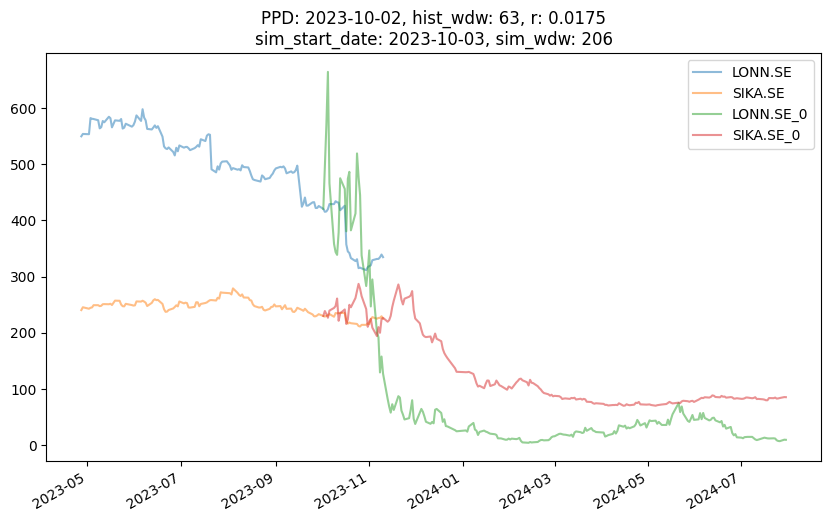 PPD: 2023-10-02, hist_wdw: 63, r: 0.0175
sim_start_date: 2023-10-03, sim_wdw: 206
LONN.SE
SIKA.SE
LONN.SE_0
SIKA.SE_0
600
500
400
300
200
100
0
2023-05
2023-07
2023-09
2023-11
2024-01
2024-03
2024-05
2024-07